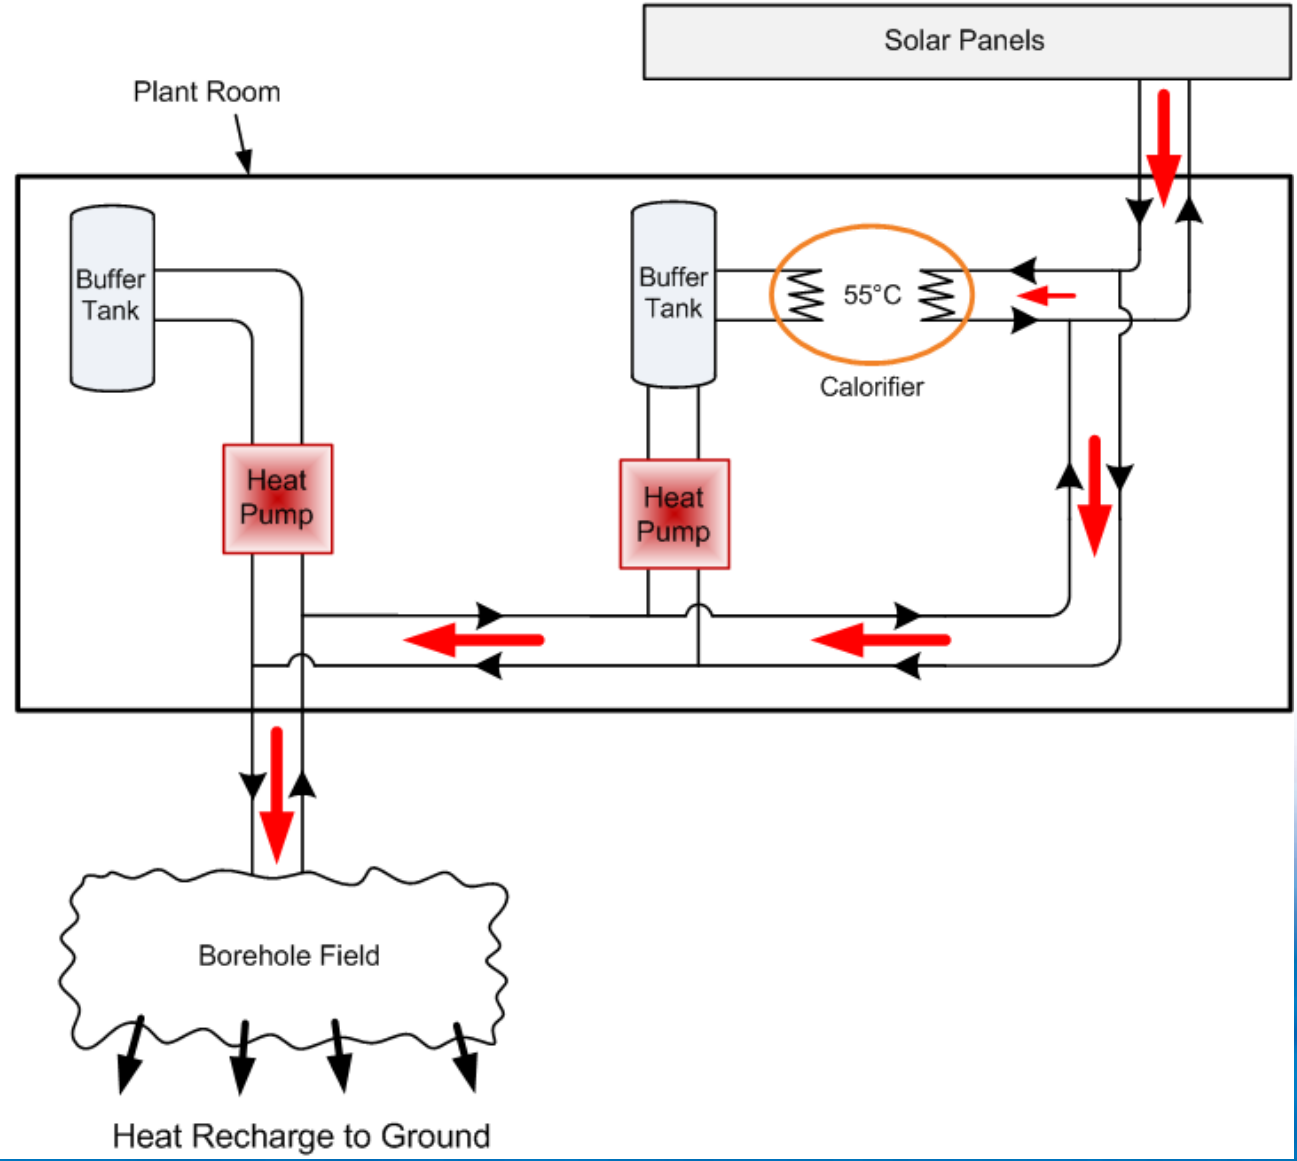 Solar Panels
Plant Room
Buffer
Tank
Buffer
Tank
55°C
Calorifier
Heat
Pump
Heat
Pump
Borehole Field
Heat Recharge to Ground